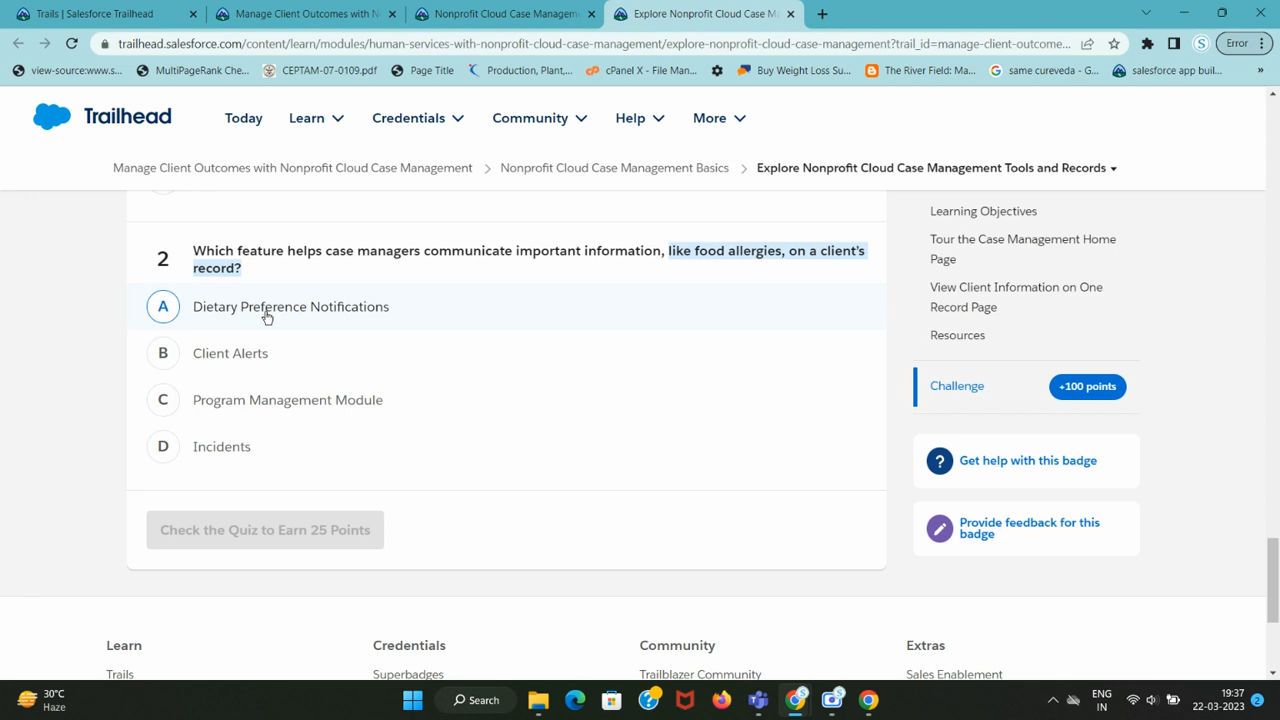 Trails | Salesforce Trailhead
Manage Client Outcomes with N
Nonprofit Cloud Case Managem
Explore Nonprofit Cloud Case M
trailhead.salesforce.com/content/learn/modules/human-services-with-nonprofit-cloud-case-management/explore-nonprofit-cloud-case-management?trail_id=manage-client-outcome...
S
Error
view-source:www.s...
MultiPageRank Che...
CEPTAM-07-0109.pdf
Page Title
Production, Plant,...
cPanel X - File Man...
Buy Weight Loss Su...
The River Field: Ma...
same cureveda - G...
salesforce app buil...
»
Trailhead
Today
Learn
Credentials
Community
Help
More
Manage Client Outcomes with Nonprofit Cloud Case Management
Nonprofit Cloud Case Management Basics
Explore Nonprofit Cloud Case Management Tools and Records
2
Which feature helps case managers communicate important information, like food allergies, on a client's
record?
A Dietary Preference Notifications
B Client Alerts
C Program Management Module
D Incidents
Check the Quiz to Earn 25 Points
Learning Objectives
Tour the Case Management Home
Page
View Client Information on One
Record Page
Resources
Challenge
+100 points
? Get help with this badge
Provide feedback for this
badge
Learn
Credentials
Community
Extras
Trails
Superbadges
Trailblazer Community
Sales Enablement
30°C
Haze
Search
ENG
IN
19:37
22-03-2023